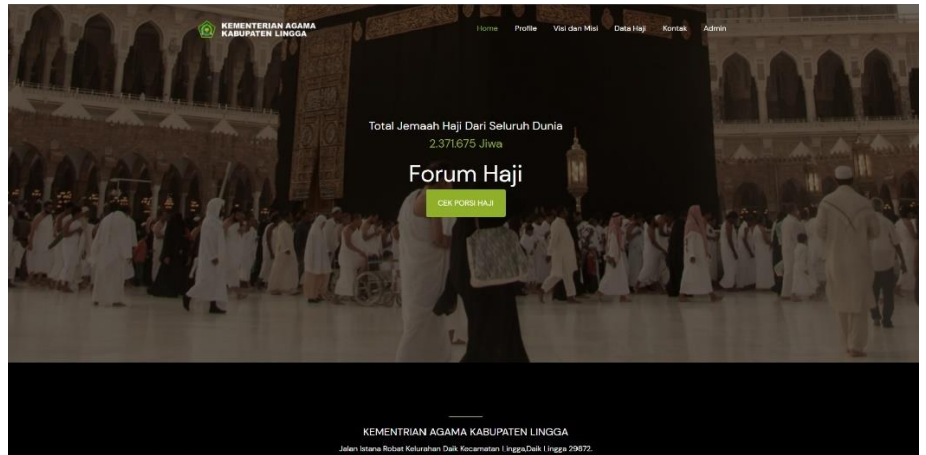 KEMENTERIAN AGAMA
KABUPATEN LINGGA
Home Profile Visi dan Misi Data Haji Kontak Admin
Total Jemaah Haji Dari Seluruh Dunia
2.371.675 Jiwa
Forum Haji
CEK PORSI HAJI
KEMENTRIAN AGAMA KABUPATEN LINGGA
Jalan Istana Robat Kelurahan Daik Kecamatan Lingga,Daik Lingga 29872.